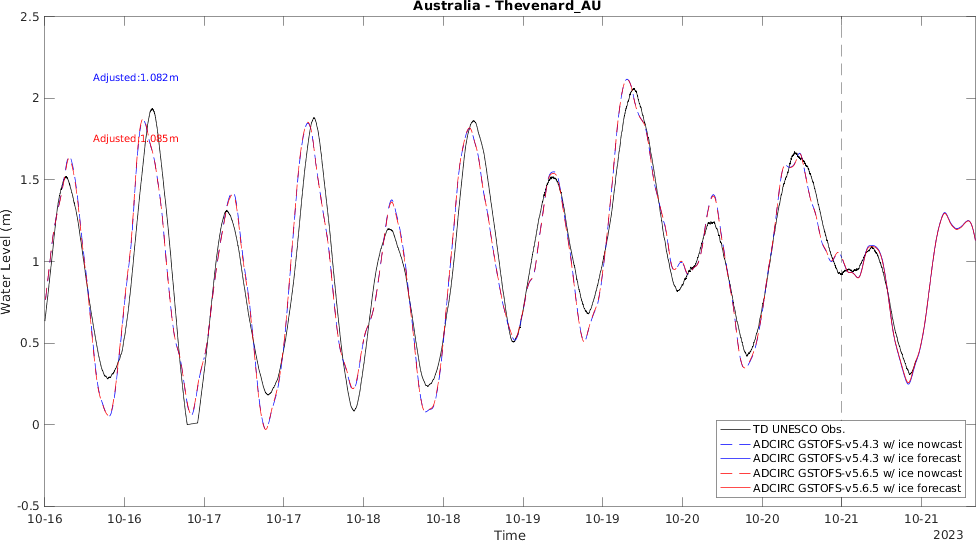 Australia - Thevenard_AU
2.5
2
1.5
1
0.5
0
-0.5
Water Level (m)
Adjusted:1.082m
Adjusted:1.085m
TD UNESCO Obs.
ADCIRC GSTOFS-v5.4.3 w/ ice nowcast
ADCIRC GSTOFS-v5.4.3 w/ ice forecast
ADCIRC GSTOFS-v5.6.5 w/ ice nowcast
ADCIRC GSTOFS-v5.6.5 w/ ice forecast
10-16 10-16 10-17 10-17 10-18 10-18 10-19 10-19 10-20 10-20 10-21 10-21
Time
2023